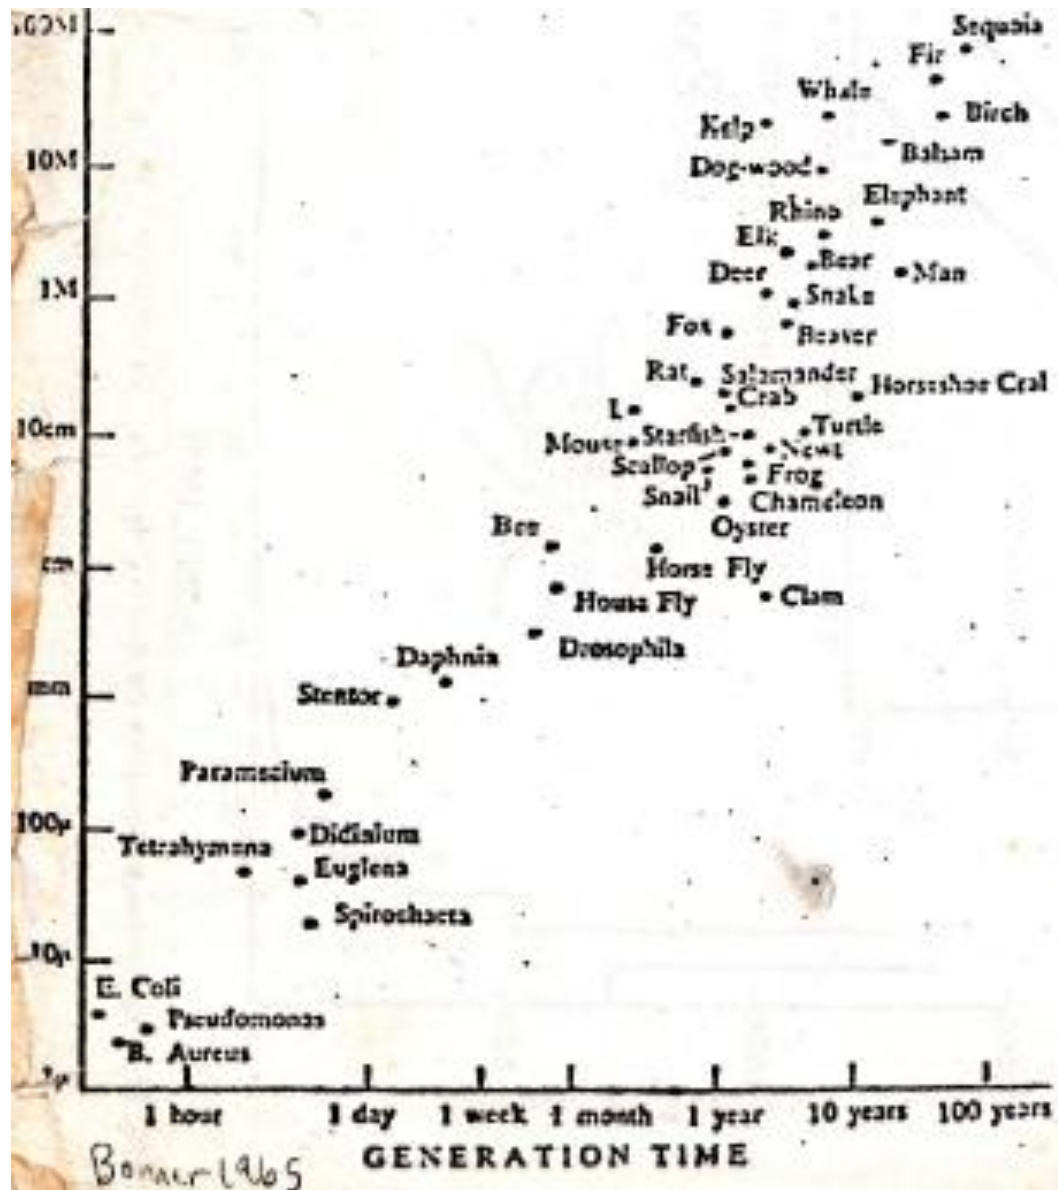 Sequoia
Fir
Whale
Birch
Kelp
Balsam
10M
Dog-wood
Elephant
Rhino
Elk
Bear
Man
Deer
1M
Snake
Fox
Beaver
Rat
Salamander
Horseshoe
Crab
10cm
Starfish
Turtle
Mouse
Newt
Scallop
Frog
Snail
Chameleon
Bee
Oyster
cm
Horse Fly
House Fly
Clam
Drosophila
Daphnia
mm
Stentor
Paramecium
100μ
Didinium
Tetrahymena
Euglena
Spirochaeta
10μ
E. Coli
Pseudomonas
B. Aureus
1μ
1 hour 1 day 1 week 1 month 1 year 10 years 100 years
GENERATION TIME
Bonner 1965